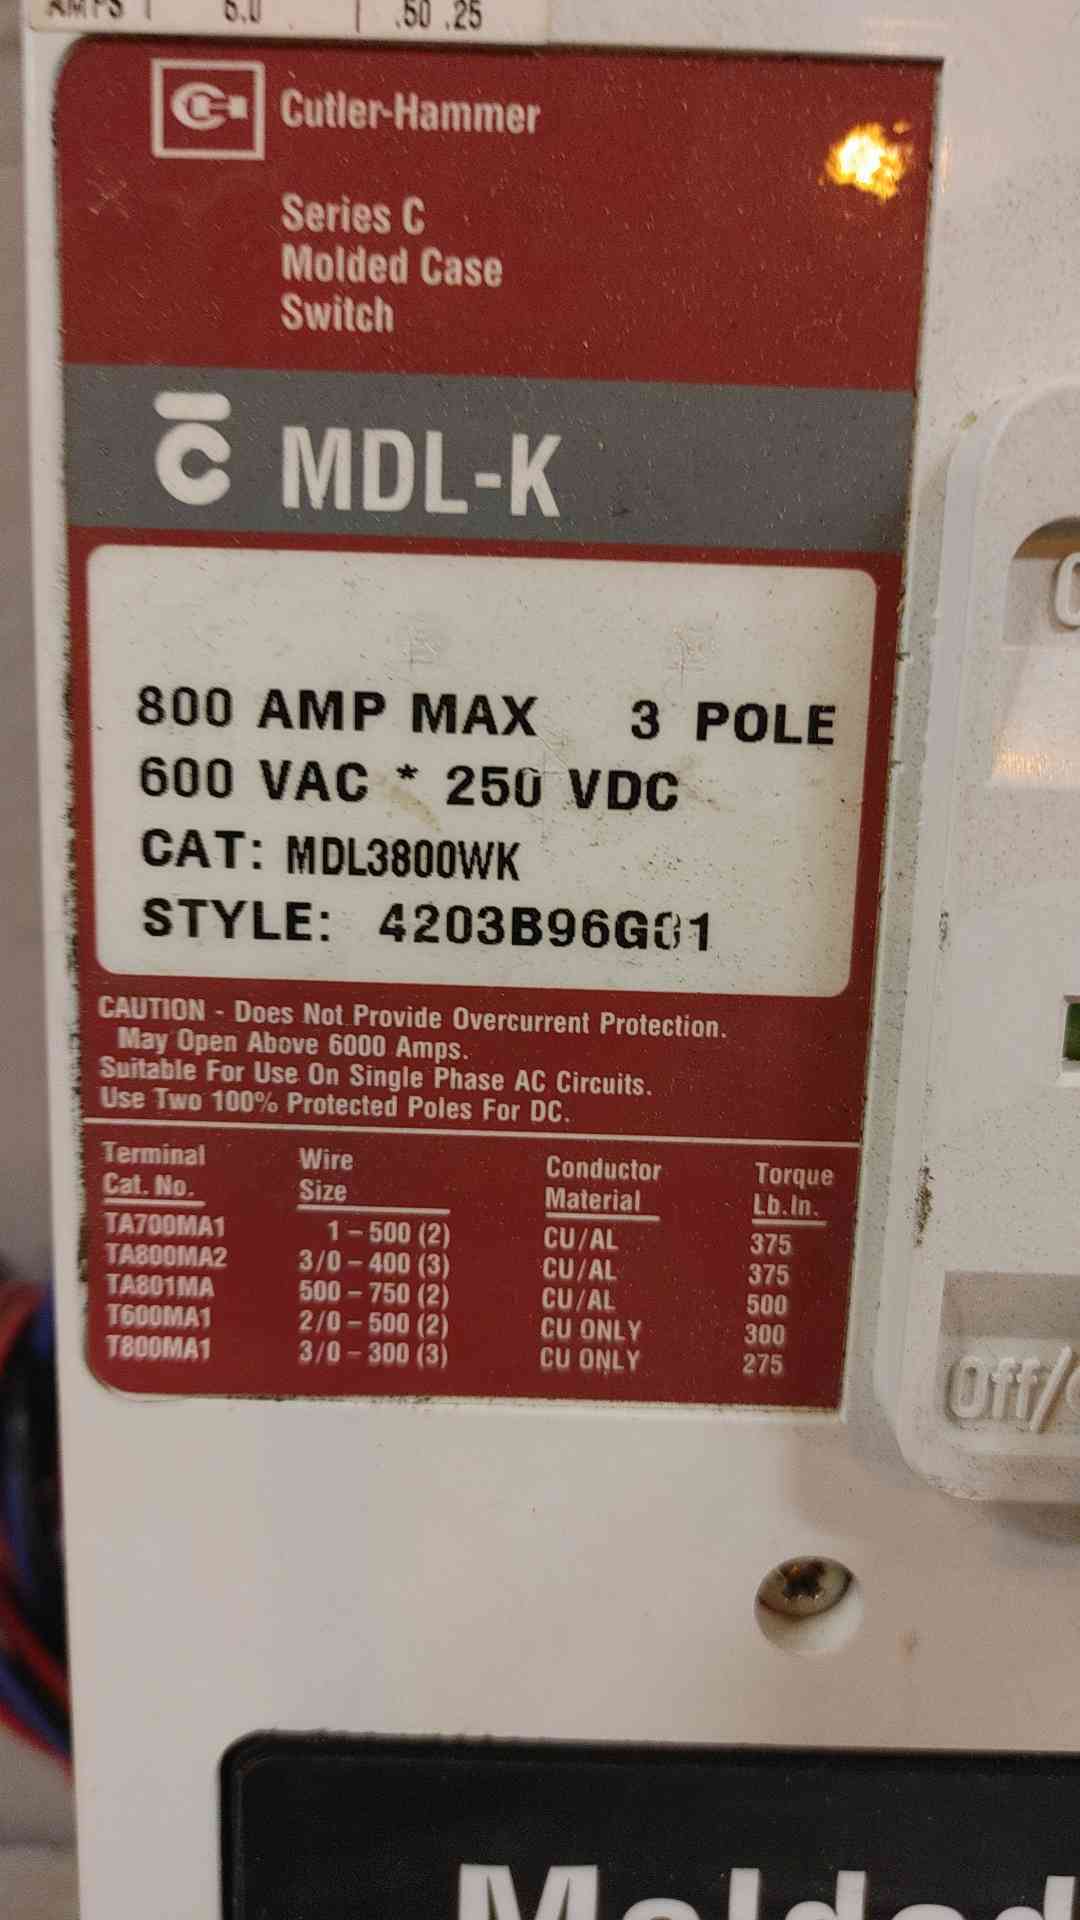 AMPS 5.0 .50 .25
Cutler-Hammer
Series C
Molded Case
Switch
C MDL-K
800 AMP MAX 3 POLE
600 VAC * 250 VDC
CAT: MDL3800WK
STYLE: 4203B96G01
CAUTION - Does Not Provide Overcurrent Protection.
May Open Above 6000 Amps.
Suitable For Use On Single Phase AC Circuits.
Use Two 100% Protected Poles For DC.
Terminal Wire Conductor Torque
Cat. No. Size Material Lb.In.
TA700MA1 1 – 500 (2) CU/AL 375
TA800MA2 3/0 – 400 (3) CU/AL 375
TA801MA 500 – 750 (2) CU/AL 500
T600MA1 2/0 – 500 (2) CU ONLY 300
T800MA1 3/0 – 300 (3) CU ONLY 275
Off/
Molded